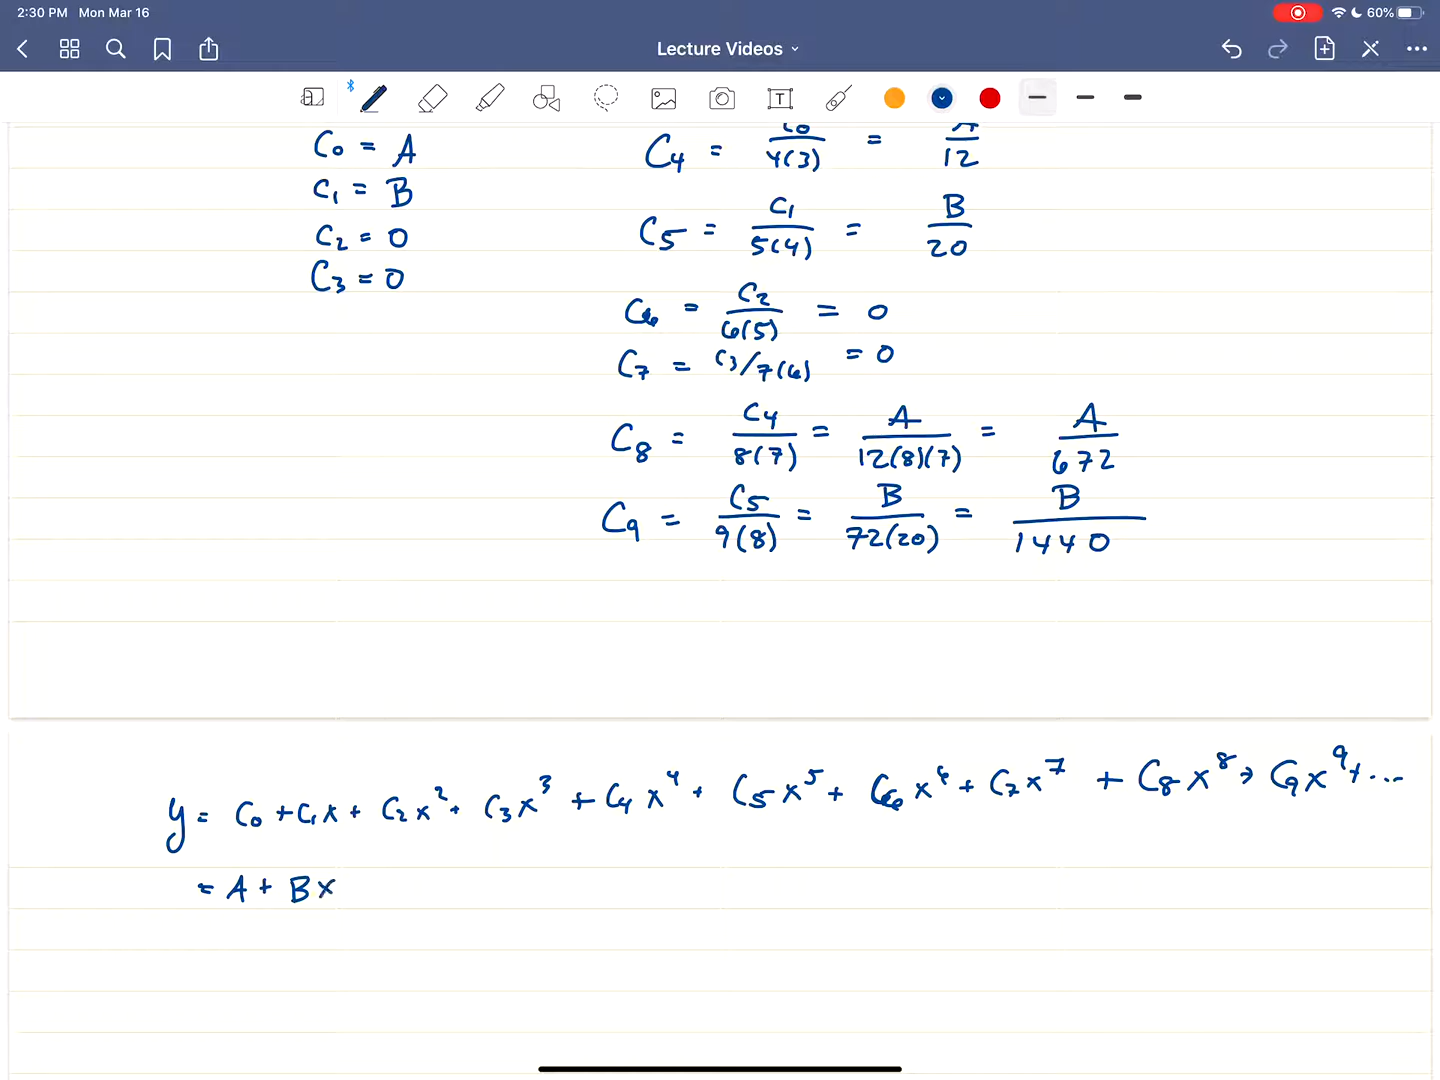 2:30 PM Mon Mar 16 60%
Lecture Videos
C₀ = A
C₁ = B
C₂ = 0
C₃ = 0
C₄ = C₀/4(3) = A/12
C₅ = C₁/5(4) = B/20
C₆ = C₂/6(5) = 0
C₇ = C₃/7(6) = 0
C₈ = C₄/8(7) = A/12(8)(7) = A/672
C₉ = C₅/9(8) = B/72(20) = B/1440
y = C₀ + C₁x + C₂x² + C₃x³ + C₄x⁴ + C₅x⁵ + C₆x⁶ + C₇x⁷ + C₈x⁸ + C₉x⁹ + ...
= A + Bx